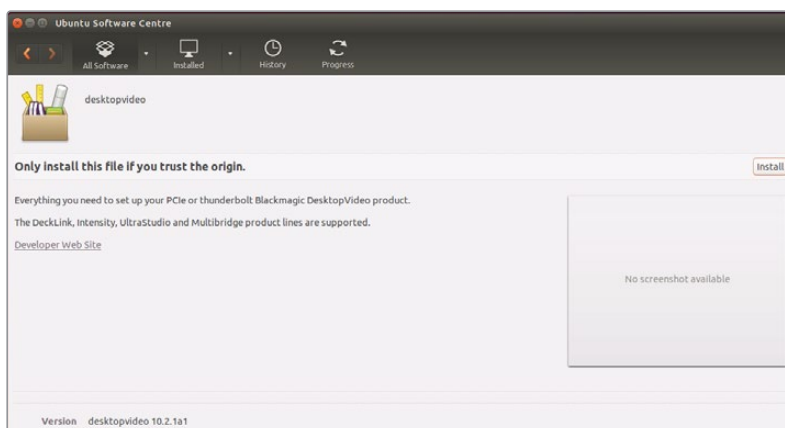 Ubuntu Software Centre
All Software
Installed
History
Progress
desktopvideo
Only install this file if you trust the origin.
Install
Everything you need to set up your PCIe or thunderbolt Blackmagic DesktopVideo product.
The DeckLink, Intensity, UltraStudio and Multibridge product lines are supported.
Developer Web Site
No screenshot available
Version desktopvideo 10.2.1a1